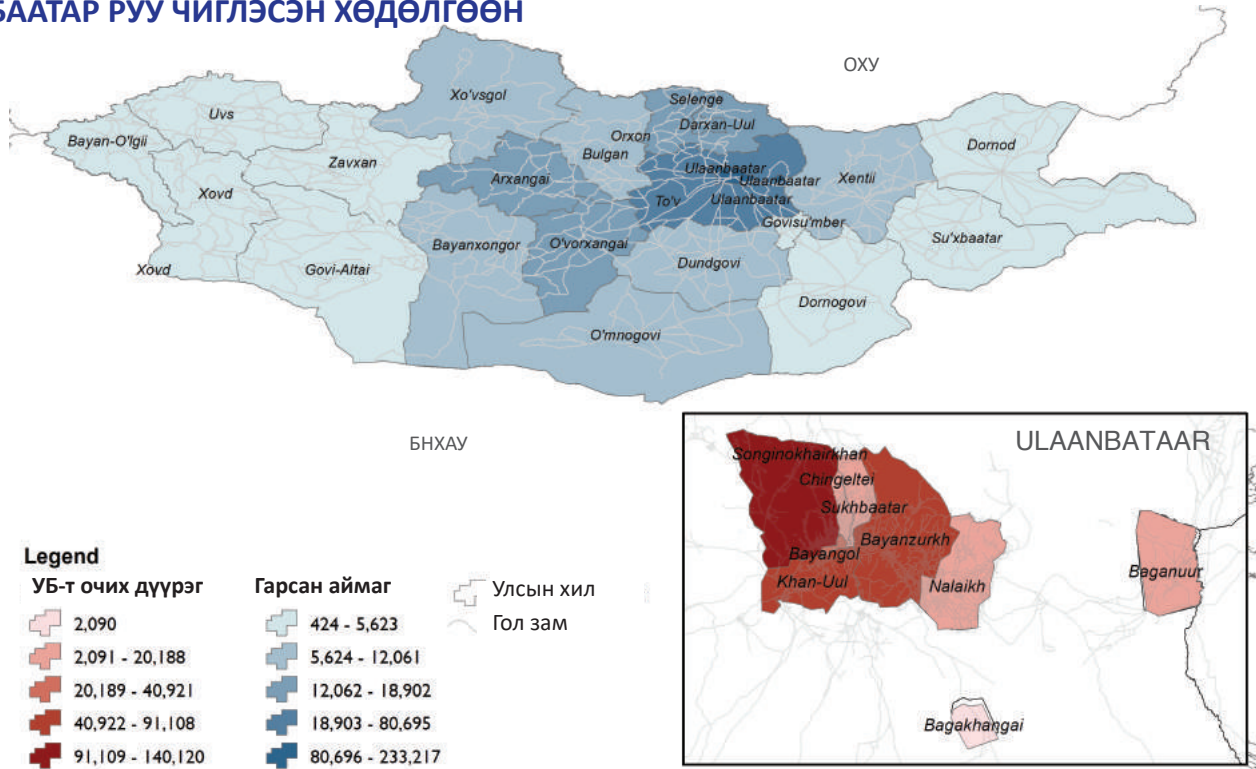 БААТАР РУУ ЧИГЛЭСЭН ХӨДӨЛГӨӨН
ОХУ
Xo'vsgol
Selenge
Uvs
Darxan-Uul
Orxon
Bayan-O'lgii
Dornod
Bulgan
Zavxan
Ulaanbaatar
Arxangai
Ulaanbaatar
Xentii
Xovd
To'v
Ulaanbaatar
Govisu'mber
Su'xbaatar
Bayanxongor
O'vorxangai
Dundgovi
Xovd
Govi-Altai
Dornogovi
O'mnogovi
БНХАУ
ULAANBATAAR
Songinokhairkhan
Chingeltei
Sukhbaatar
Bayanzurkh
Bayangol
Khan-Uul
Nalaikh
Baganuur
Bagakhangai
Legend
УБ-т очих дүүрэг
2,090
2,091 - 20,188
20,189 - 40,921
40,922 - 91,108
91,109 - 140,120
Гарсан аймаг
424 - 5,623
5,624 - 12,061
12,062 - 18,902
18,903 - 80,695
80,696 - 233,217
Улсын хил
Гол зам